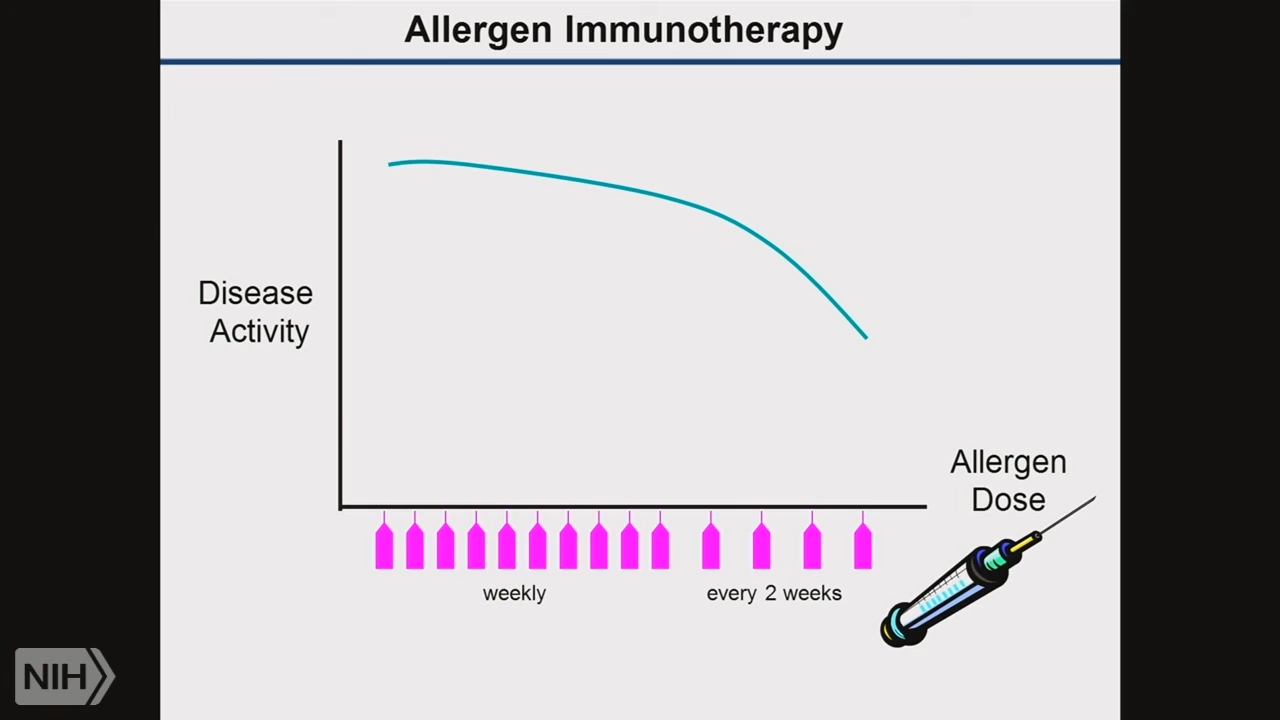 Allergen Immunotherapy
Disease
Activity
Allergen
Dose
weekly
every 2 weeks
NIH